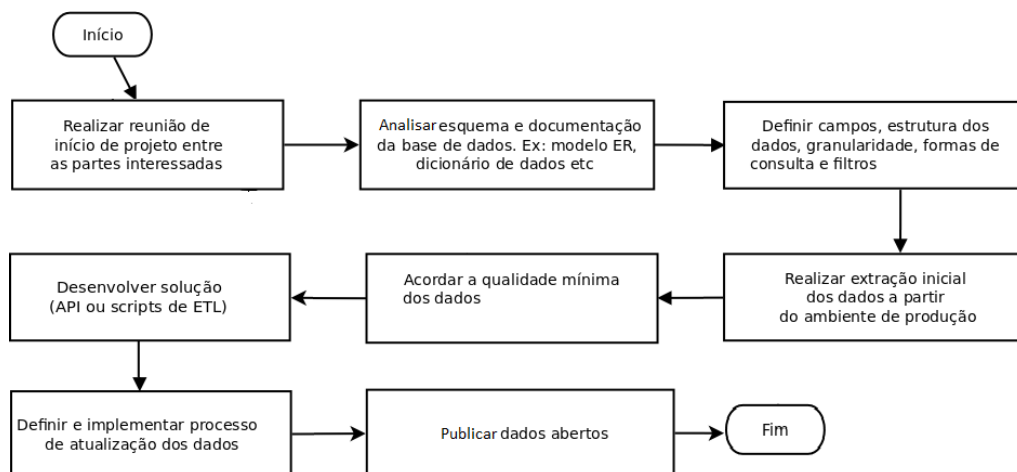 Início
Realizar reunião de
início de projeto entre
as partes interessadas
Analisar esquema e documentação
da base de dados. Ex: modelo ER,
dicionário de dados etc
Definir campos, estrutura dos
dados, granularidade, formas de
consulta e filtros
Realizar extração inicial
dos dados a partir
do ambiente de produção
Acordar a qualidade mínima
dos dados
Desenvolver solução
(API ou scripts de ETL)
Definir e implementar processo
de atualização dos dados
Publicar dados abertos
Fim